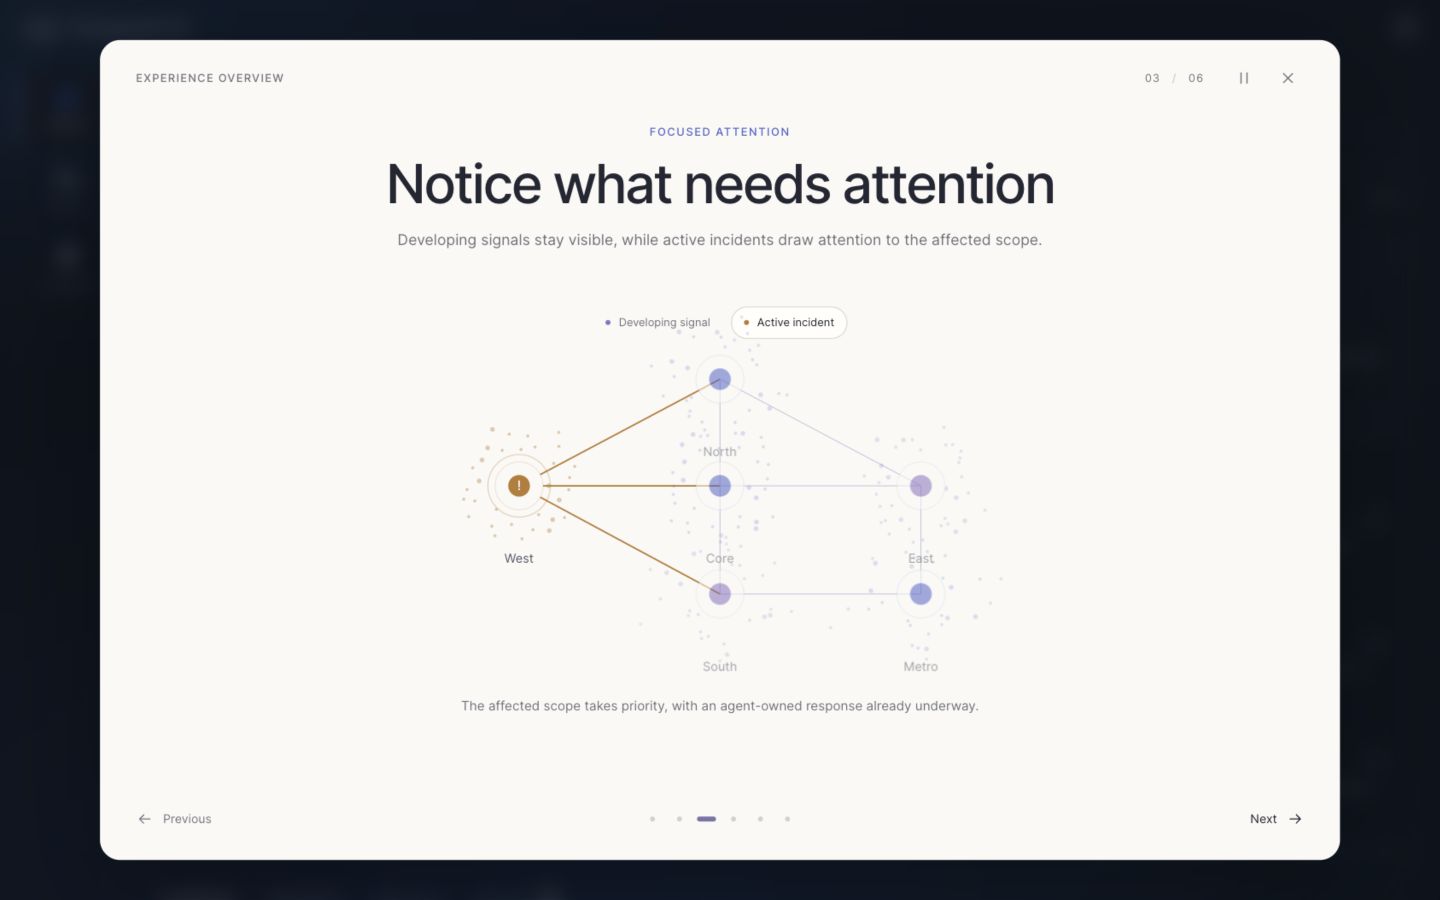 EXPERIENCE OVERVIEW
03 / 06
FOCUSED ATTENTION
Notice what needs attention
Developing signals stay visible, while active incidents draw attention to the affected scope.
Developing signal
Active incident
North
!
West
Core
East
South
Metro
The affected scope takes priority, with an agent-owned response already underway.
Previous
Next